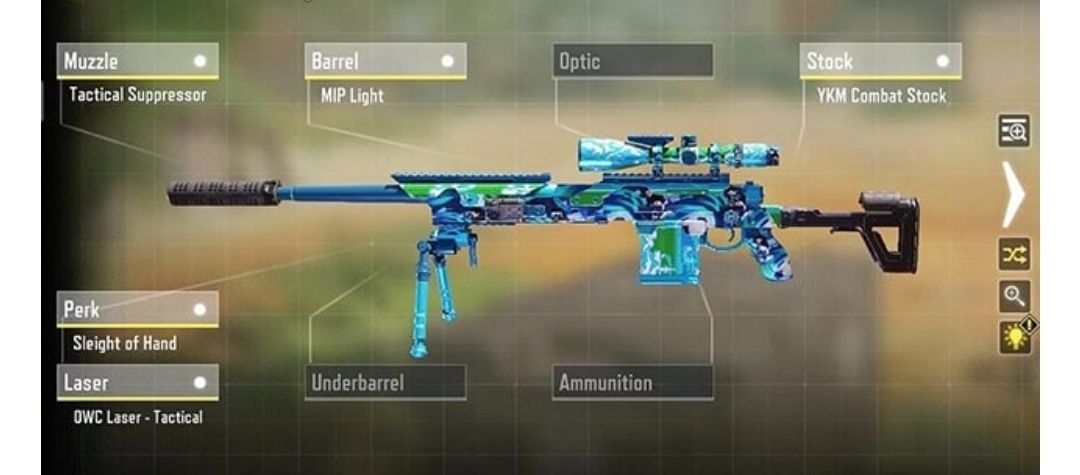 Muzzle
Tactical Suppressor
Barrel
MIP Light
Optic
Stock
YKM Combat Stock
Perk
Sleight of Hand
Laser
OWC Laser - Tactical
Underbarrel
Ammunition